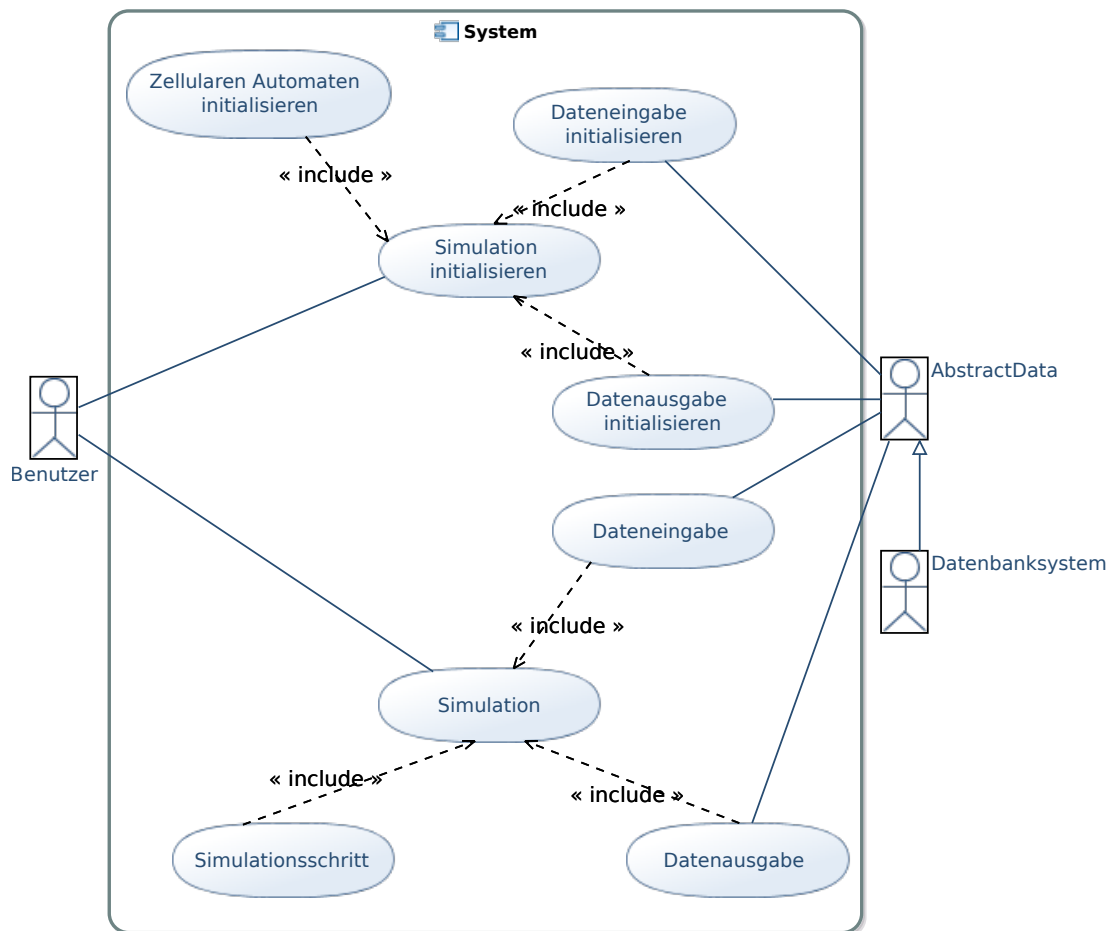 System
Zellularen Automaten
initialisieren
Dateneingabe
initialisieren
« include »
« include »
Simulation
initialisieren
« include »
AbstractData
Datenausgabe
initialisieren
Benutzer
Dateneingabe
Datenbanksystem
« include »
Simulation
« include »
« include »
Simulationsschritt
Datenausgabe